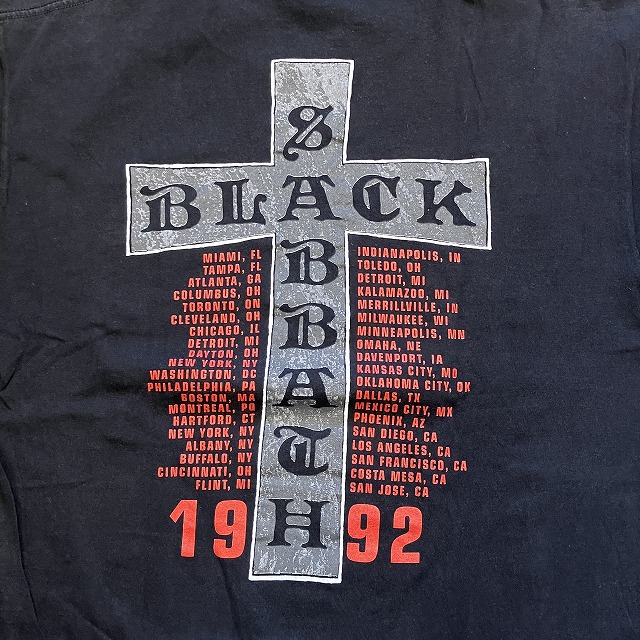 BLACK
SABBATH
MIAMI, FL
TAMPA, FL
ATLANTA, GA
COLUMBUS, OH
TORONTO, ON
CLEVELAND, OH
CHICAGO, IL
DETROIT, MI
DAYTON, OH
NEW YORK, NY
WASHINGTON, DC
PHILADELPHIA, PA
BOSTON, MA
MONTREAL, PQ
HARTFORD, CT
NEW YORK, NY
ALBANY, NY
BUFFALO, NY
CINCINNATI, OH
FLINT, MI
INDIANAPOLIS, IN
TOLEDO, OH
DETROIT, MI
KALAMAZOO, MI
MERRILLVILLE, IN
MILWAUKEE, WI
MINNEAPOLIS, MN
OMAHA, NE
DAVENPORT, IA
KANSAS CITY, MO
OKLAHOMA CITY, OK
DALLAS, TX
MEXICO CITY, MX
PHOENIX, AZ
SAN DIEGO, CA
LOS ANGELES, CA
SAN FRANCISCO, CA
COSTA MESA, CA
SAN JOSE, CA
1992